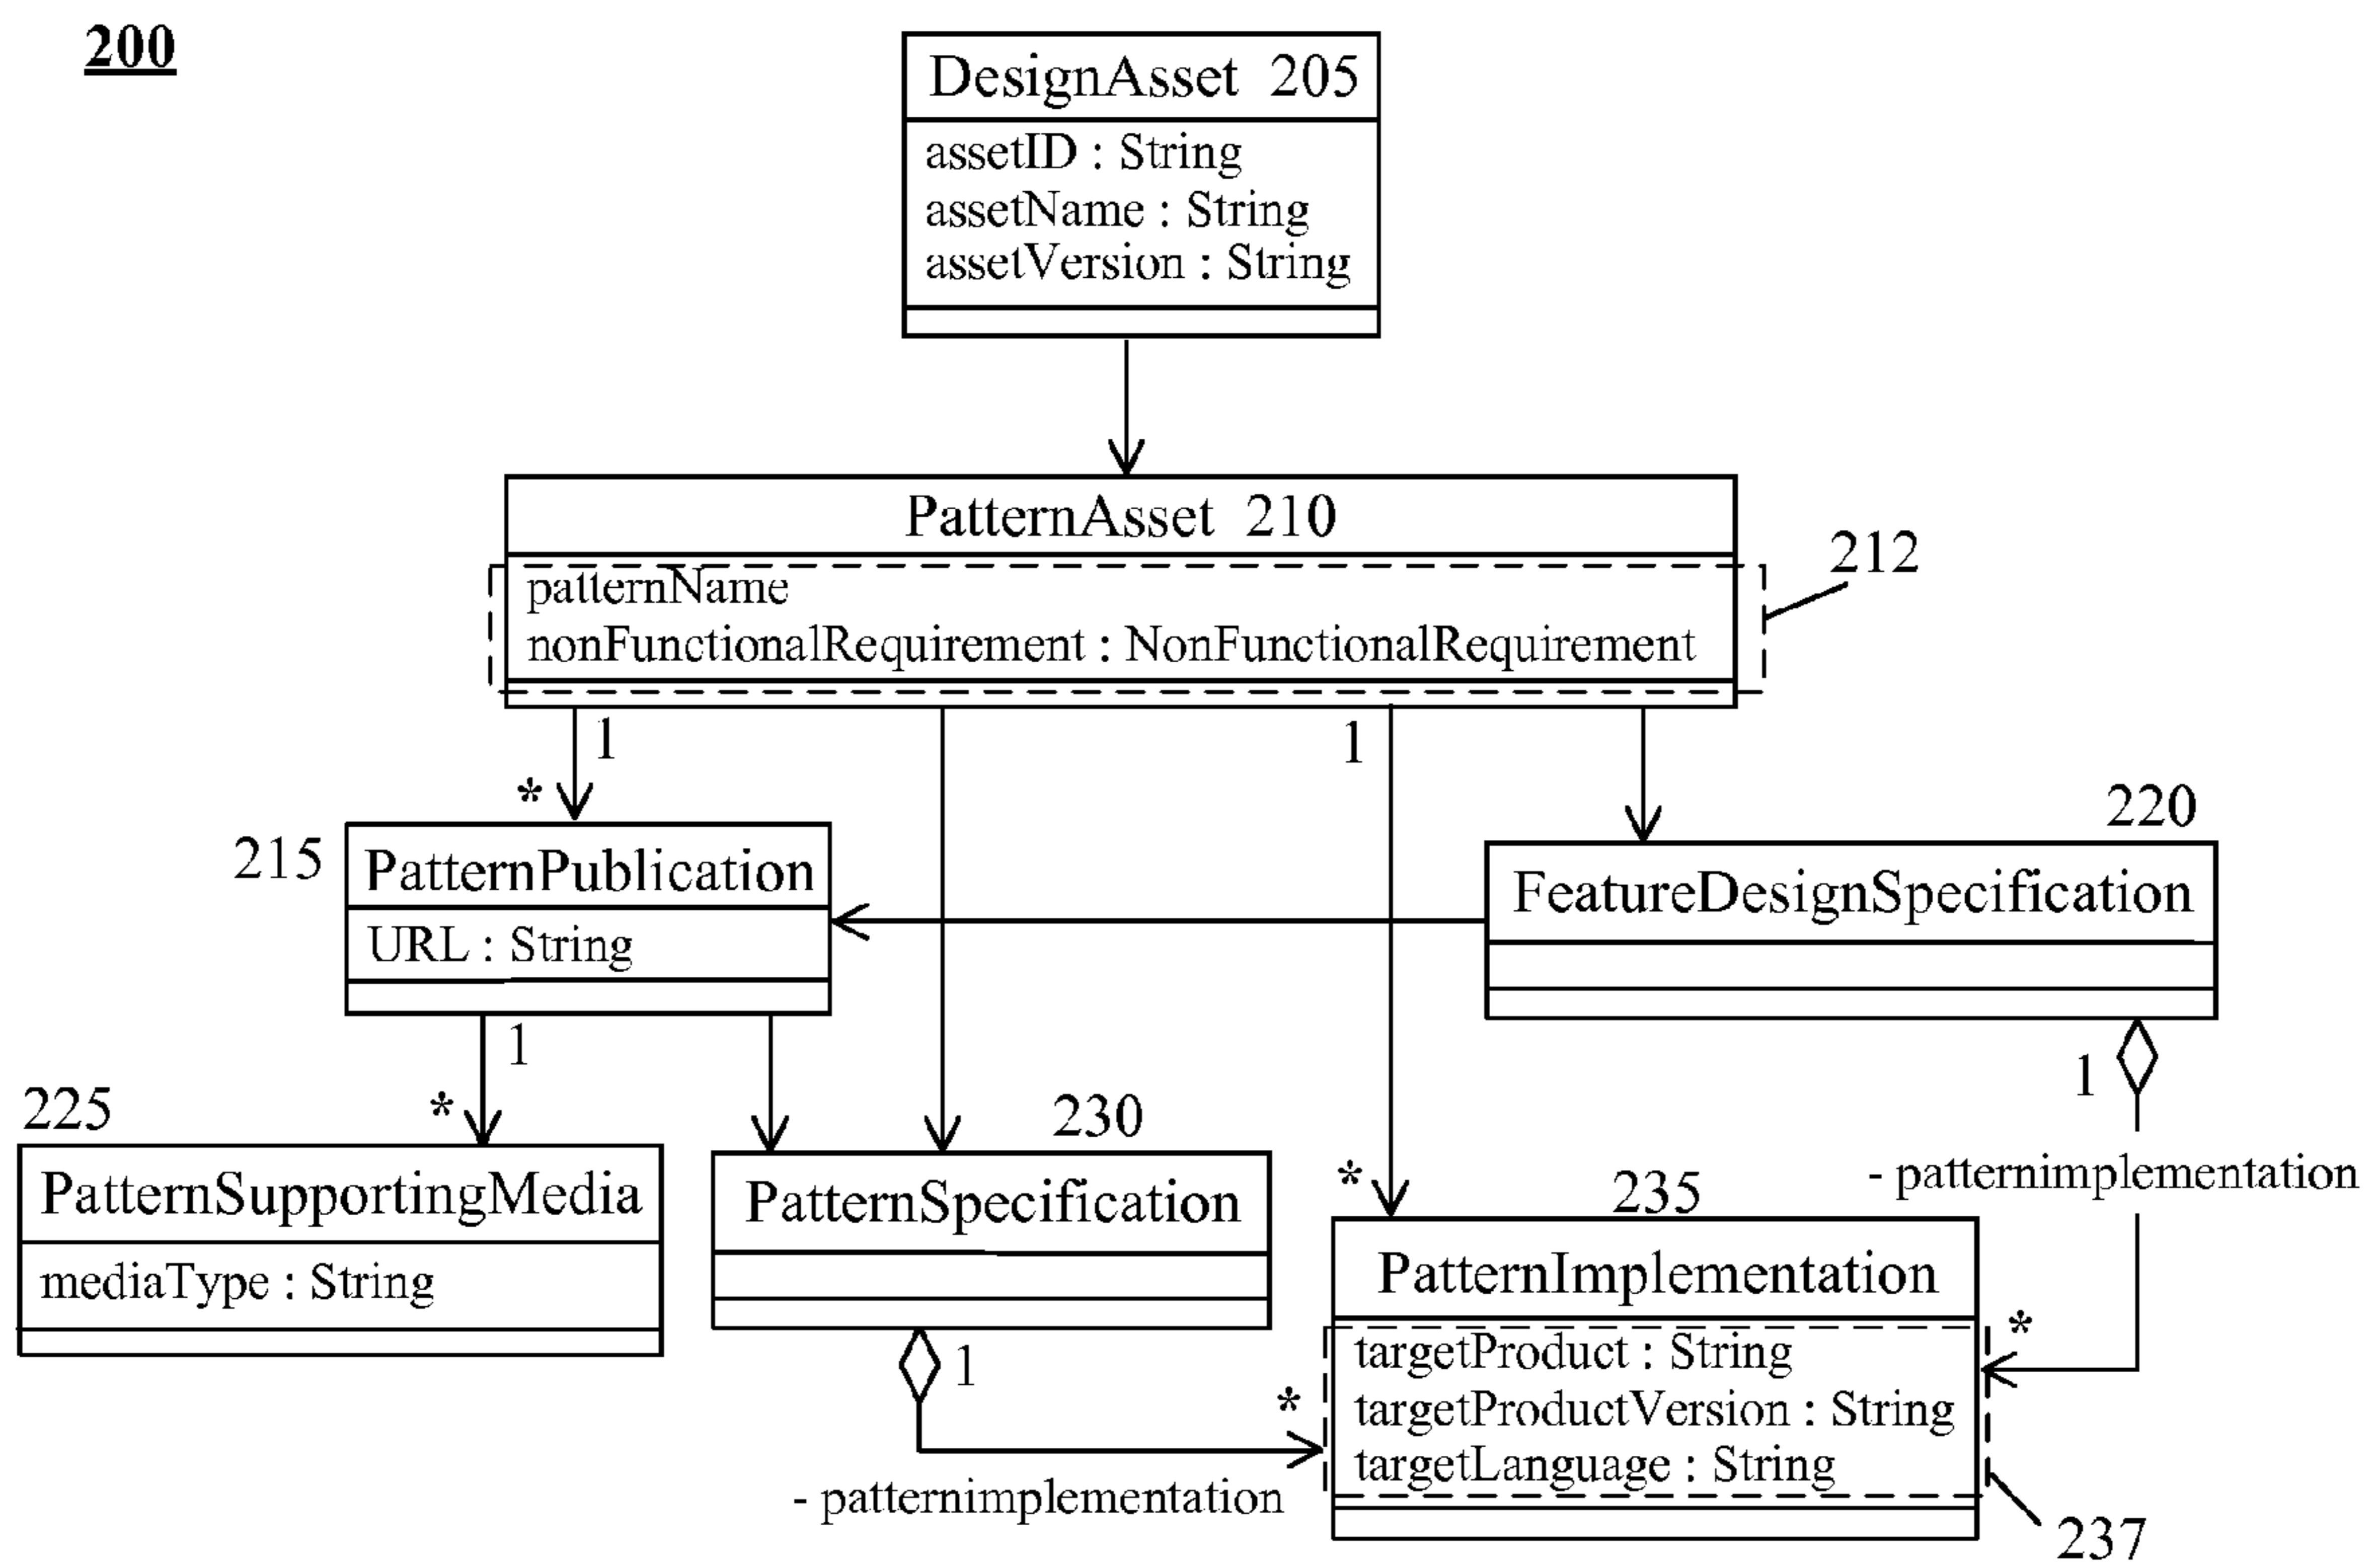 200
DesignAsset 205
assetID : String
assetName : String
assetVersion : String
PatternAsset 210
212
patternName
nonFunctionalRequirement : NonFunctionalRequirement
1
1
*
220
215
PatternPublication
FeatureDesignSpecification
URL : String
1
1
*
225
230
*
- patternimplementation
PatternSupportingMedia
PatternSpecification
235
PatternImplementation
mediaType : String
*
targetProduct : String
1
*
targetProductVersion : String
targetLanguage : String
- patternimplementation
237